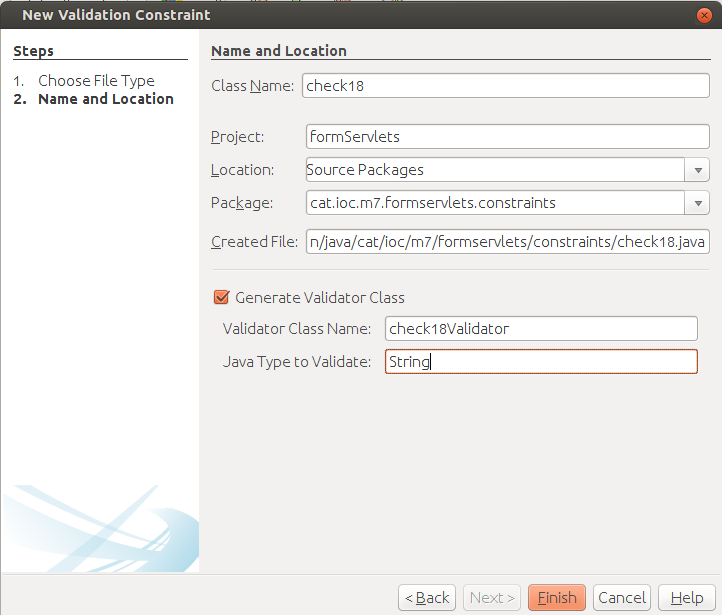 New Validation Constraint
Steps
1. Choose File Type
2. Name and Location
Name and Location
Class Name: check18
Project: formServlets
Location: Source Packages
Package: cat.ioc.m7.formservlets.constraints
Created File: n/java/cat/ioc/m7/formservlets/constraints/check18.java
Generate Validator Class
Validator Class Name: check18Validator
Java Type to Validate: String
< Back Next > Finish Cancel Help